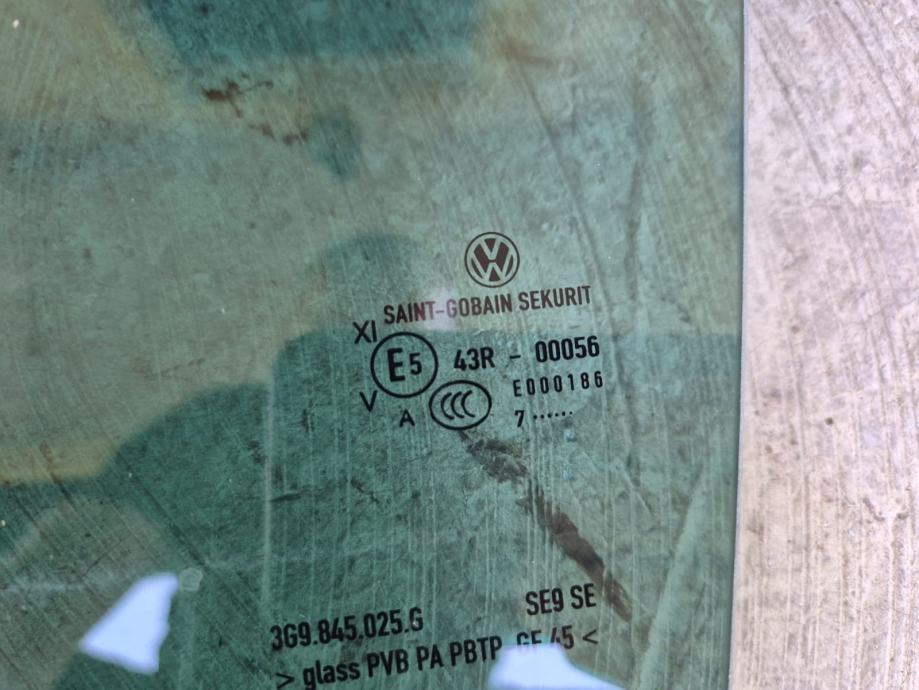 SAINT-GOBAIN SEKURIT
XI
E5 43R - 00056
E000186
V A CCC 7 ······
SE9 SE
3G9.845.025.G
> glass PVB PA PBTP GF 45 <